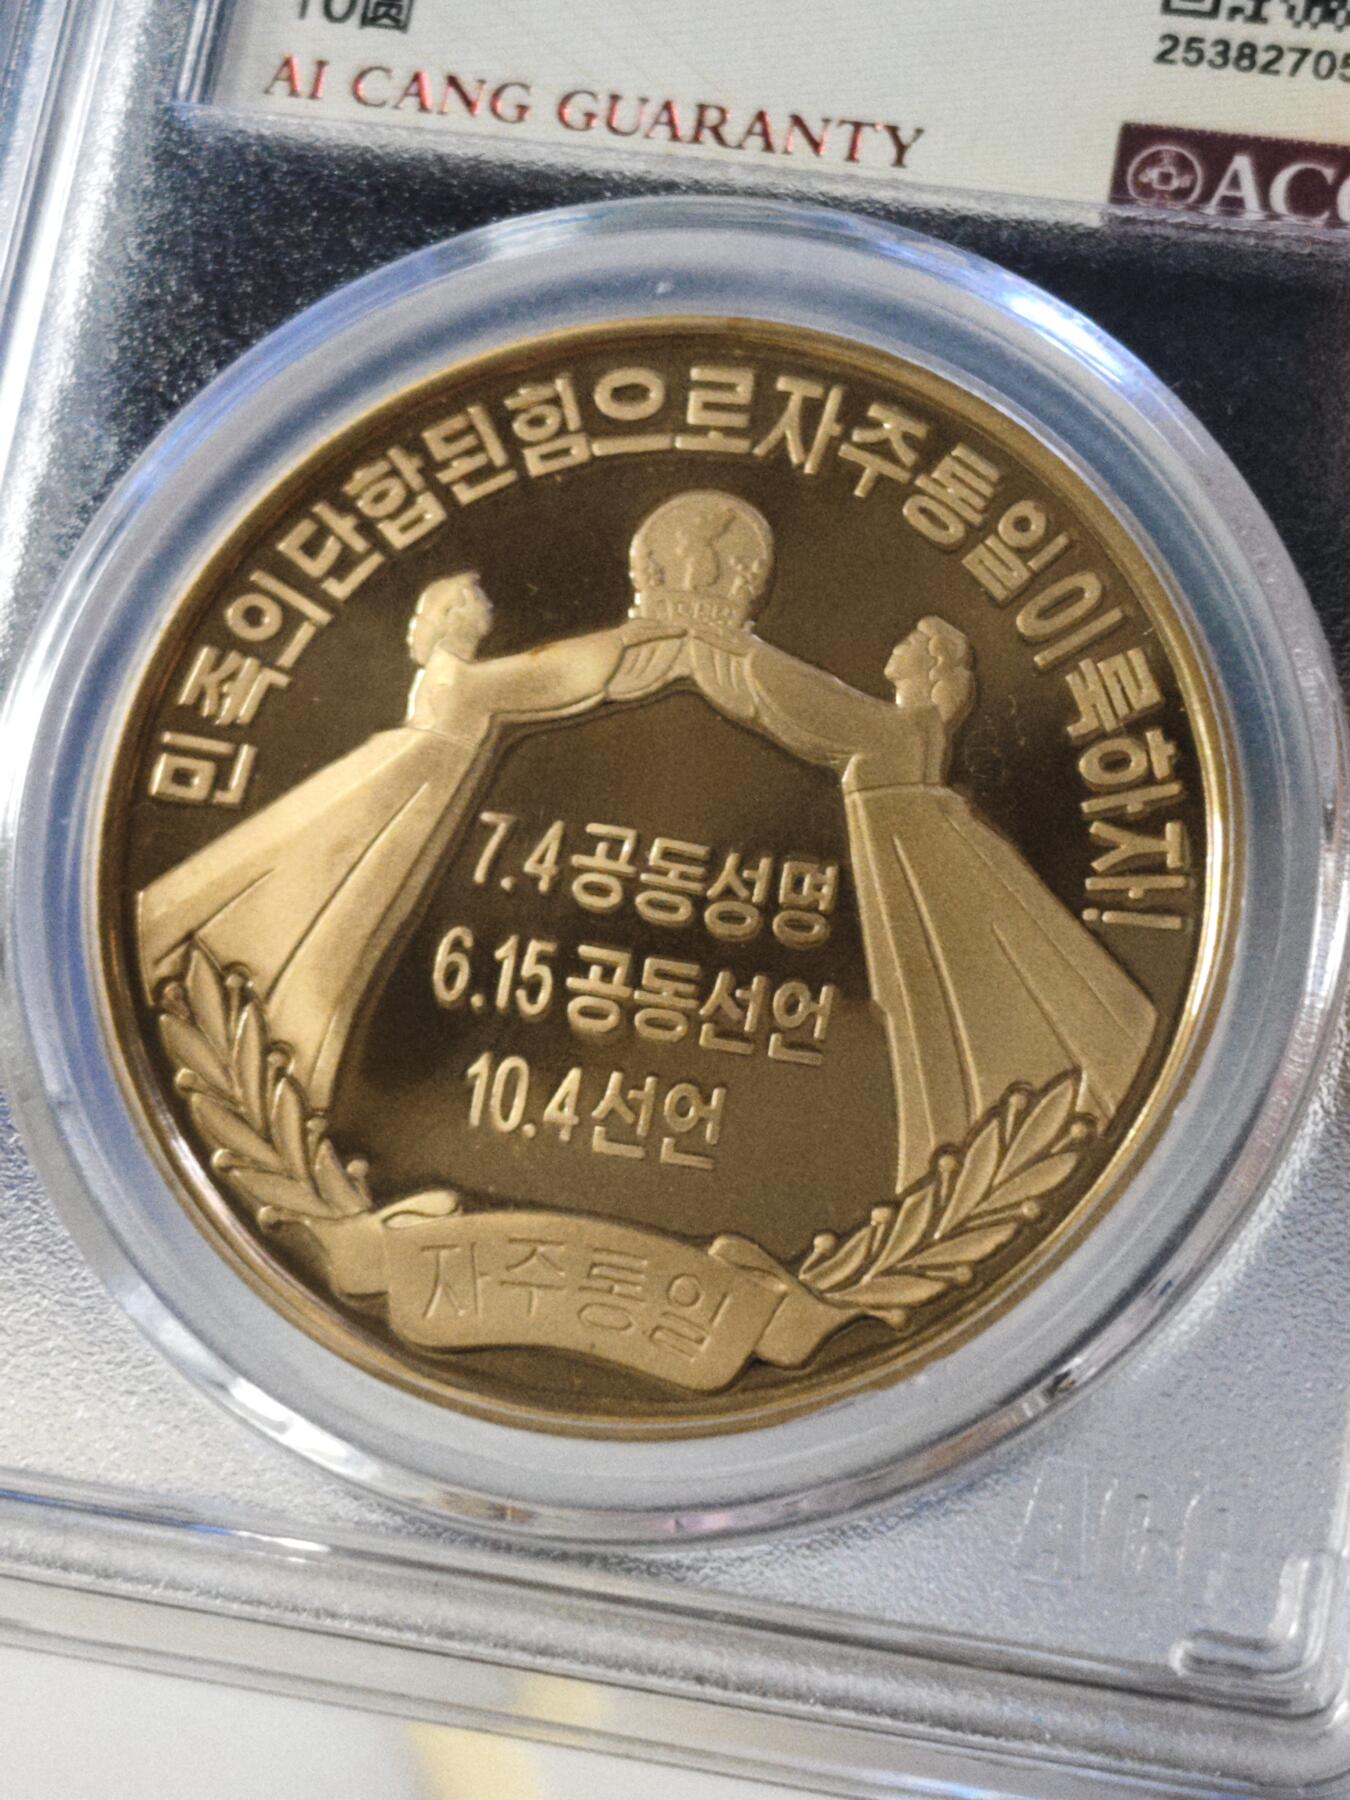 10圆
AI CANG GUARANTY
25382705
민족의 단합된 힘으로 자주통일 이룩하자!
7.4 공동성명
6.15 공동선언
10.4 선언
자주통일